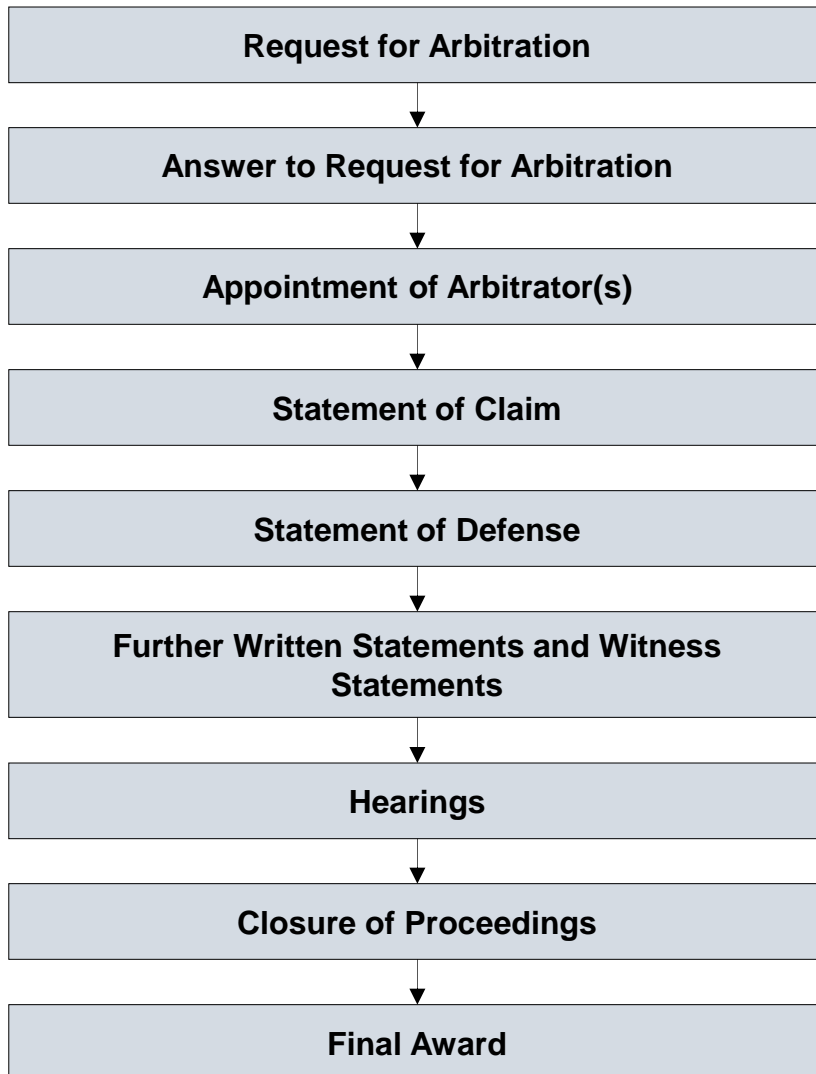 Request for Arbitration
Answer to Request for Arbitration
Appointment of Arbitrator(s)
Statement of Claim
Statement of Defense
Further Written Statements and Witness
Statements
Hearings
Closure of Proceedings
Final Award